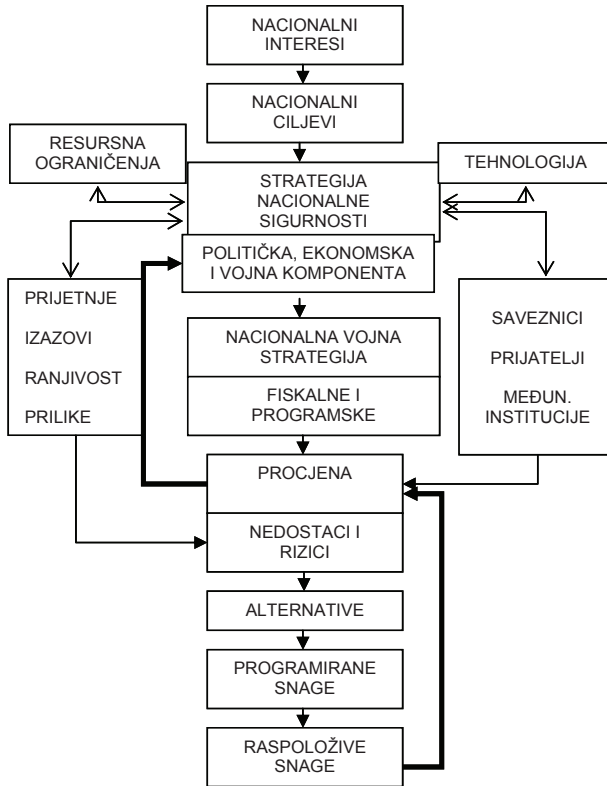 NACIONALNI
INTERESI
NACIONALNI
CILJEVI
RESURSNA
OGRANIČENJA
TEHNOLOGIJA
STRATEGIJA
NACIONALNE
SIGURNOSTI
POLITIČKA, EKONOMSKA
I VOJNA KOMPONENTA
PRIJETNJE
IZAZOVI
RANJIVOST
PRILIKE
NACIONALNA VOJNA
STRATEGIJA
FISKALNE I
PROGRAMSKE
SAVEZNICI
PRIJATELJI
MEĐUN.
INSTITUCIJE
PROCJENA
NEDOSTACI I
RIZICI
ALTERNATIVE
PROGRAMIRANE
SNAGE
RASPOLOŽIVE
SNAGE